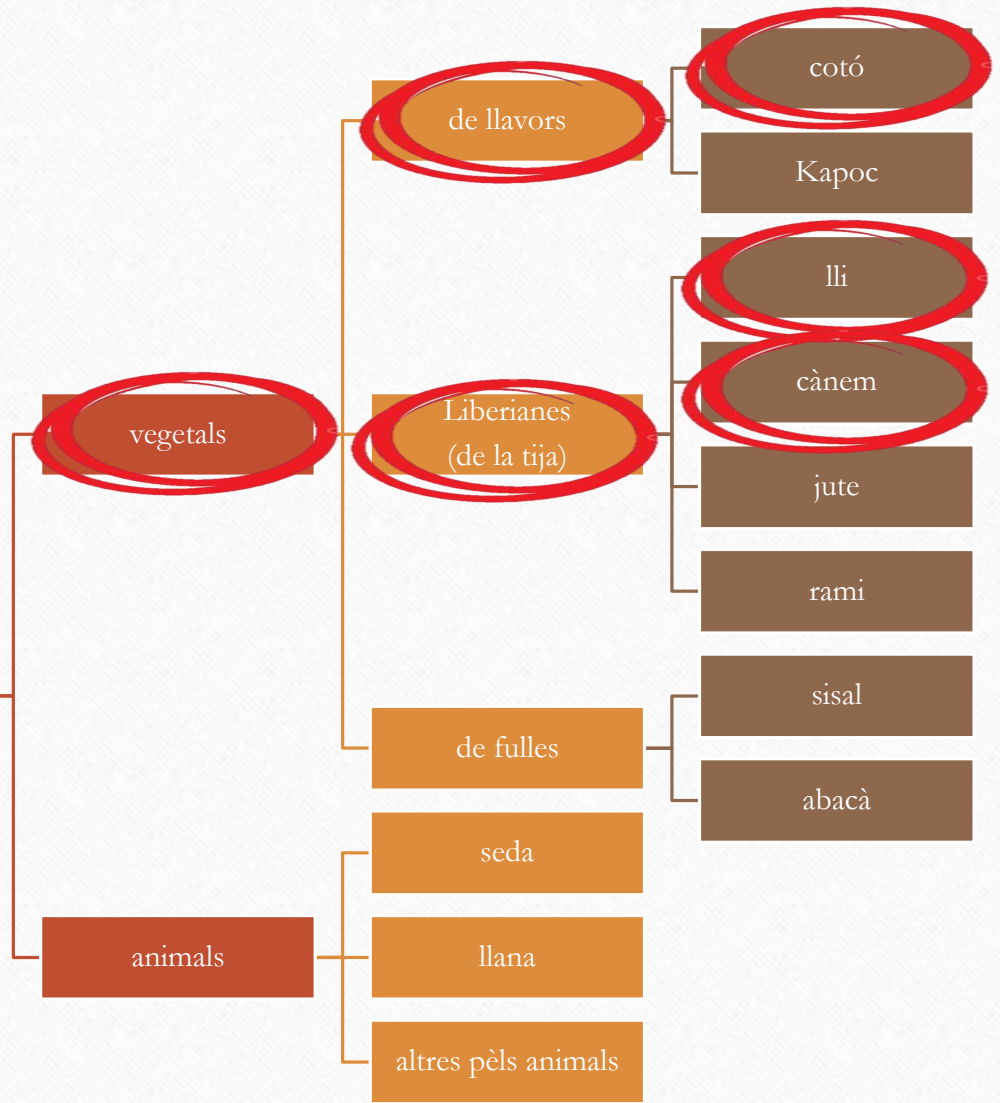 vegetals
de llavors
cotó
Kapoc
Liberianes
(de la tija)
lli
cànem
jute
rami
de fulles
sisal
abacà
animals
seda
llana
altres pèls animals